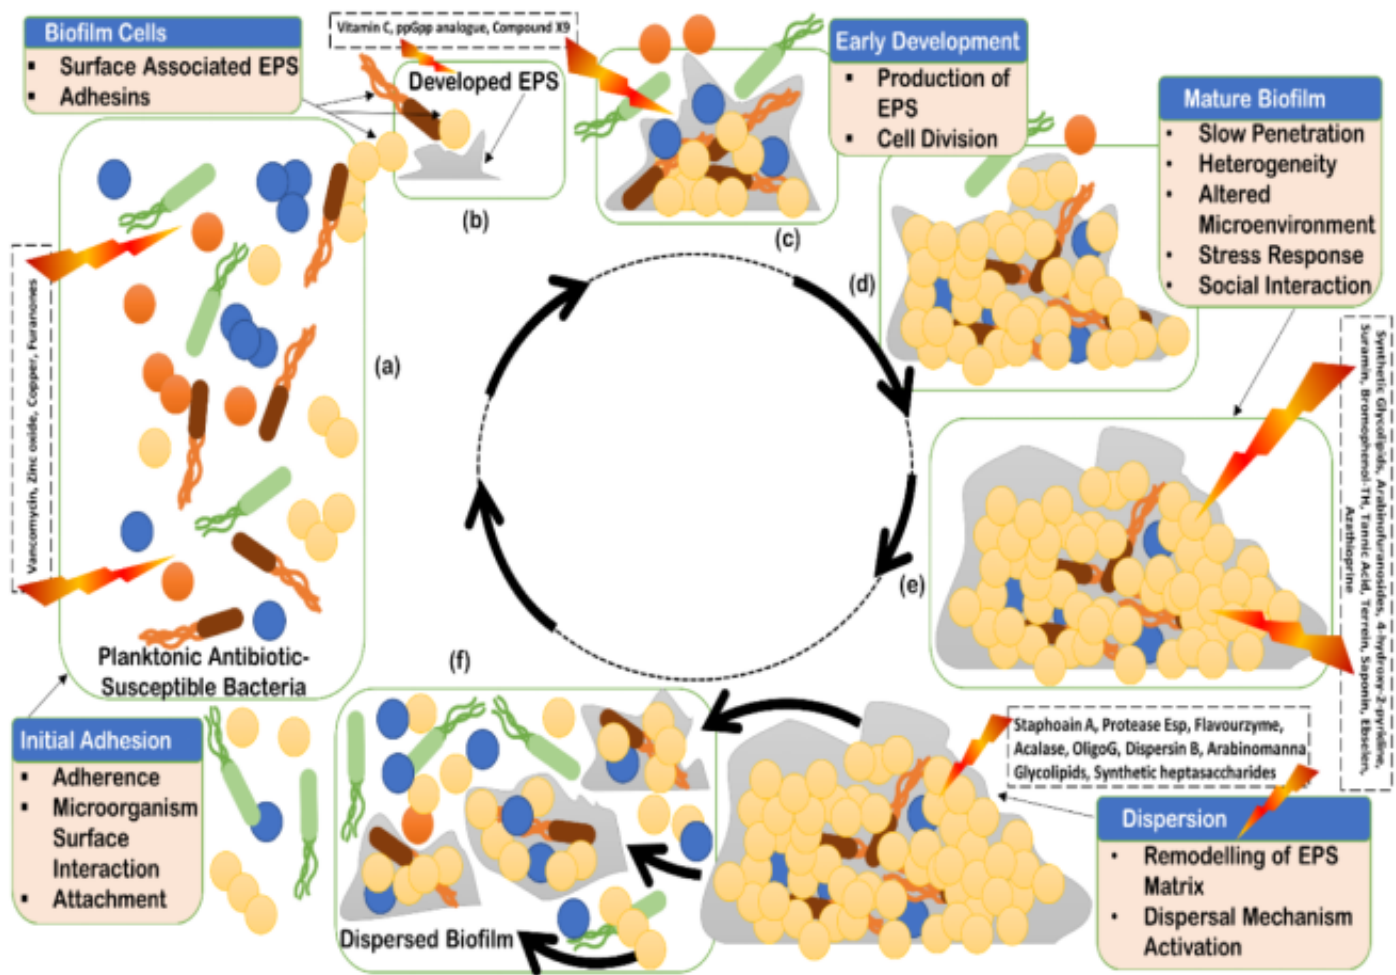 Biofilm Cells
Surface Associated EPS
Adhesins
Vitamin C, ppGpp analogue, Compound X9
Developed EPS
(b)
(c)
Early Development
Production of
EPS
Cell Division
Mature Biofilm
Slow Penetration
Heterogeneity
Altered
Microenvironment
Stress Response
Social Interaction
(d)
(a)
Vancomycin, Zinc oxide, Copper, Furanones
Planktonic Antibiotic-
Susceptible Bacteria
(e)
Synthetic Glycolipids, Arabinofuranosides, 4-hydroxy-2-pyridine,
Suramin, Bromophenol-TH, Tannic Acid, Terrein, Saponin, Ebselen,
Azathioprine
(f)
Initial Adhesion
Adherence
Microorganism
Surface
Interaction
Attachment
Dispersed Biofilm
Staphoain A, Protease Esp, Flavourzyme,
Acalase, OligoG, Dispersin B, Arabinomanna
Glycolipids, Synthetic heptasaccharides
Dispersion
Remodelling of EPS
Matrix
Dispersal Mechanism
Activation